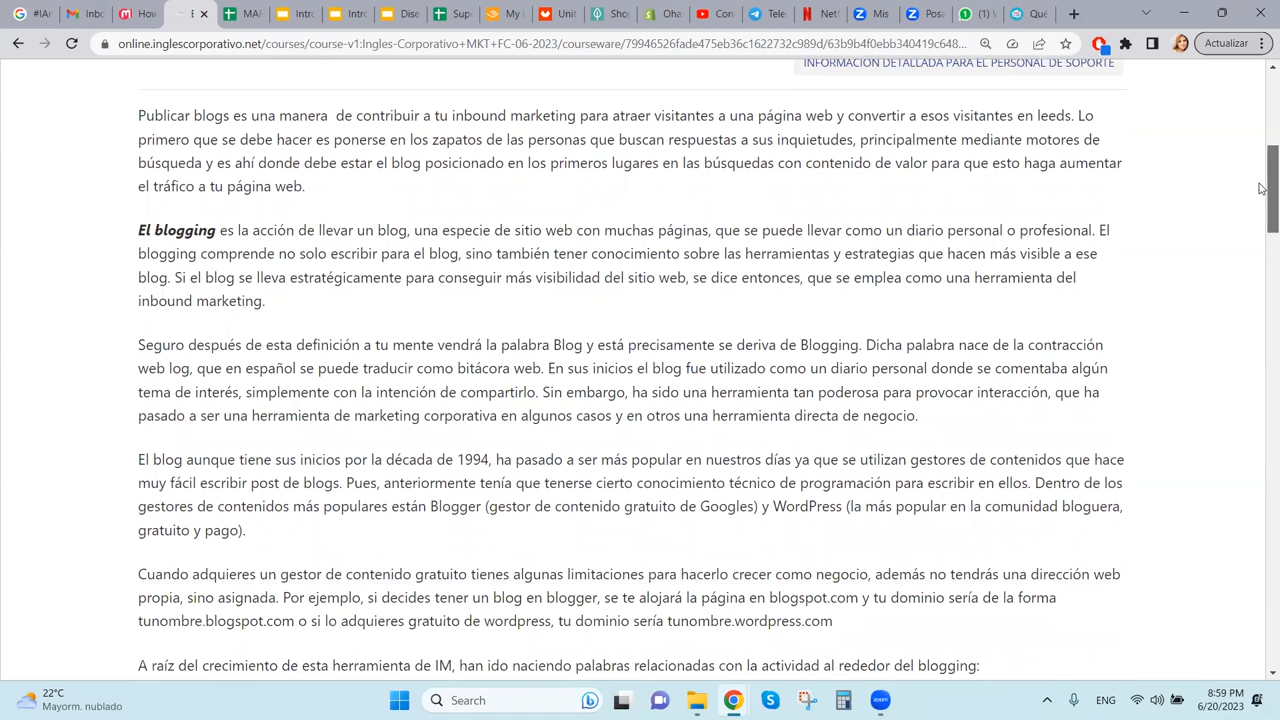 #IAr
Inbc
How
E
MAF
Intro
Intro
Dise
Supe
My L
Unif
Shop
Oha
Con
Tele
Netf
Mis
Pose
(1) V
Qué
online.inglescorporativo.net/courses/course-v1:Ingles-Corporativo+MKT+FC-06-2023/courseware/79946526fade475eb36c1622732c989d/63b9b4f0ebb340419c648...
Actualizar
INFORMACIÓN DETALLADA PARA EL PERSONAL DE SOPORTE
Publicar blogs es una manera de contribuir a tu inbound marketing para atraer visitantes a una página web y convertir a esos visitantes en leeds. Lo
primero que se debe hacer es ponerse en los zapatos de las personas que buscan respuestas a sus inquietudes, principalmente mediante motores de
búsqueda y es ahí donde debe estar el blog posicionado en los primeros lugares en las búsquedas con contenido de valor para que esto haga aumentar
el tráfico a tu página web.
El blogging es la acción de llevar un blog, una especie de sitio web con muchas páginas, que se puede llevar como un diario personal o profesional. El
blogging comprende no solo escribir para el blog, sino también tener conocimiento sobre las herramientas y estrategias que hacen más visible a ese
blog. Si el blog se lleva estratégicamente para conseguir más visibilidad del sitio web, se dice entonces, que se emplea como una herramienta del
inbound marketing.
Seguro después de esta definición a tu mente vendrá la palabra Blog y está precisamente se deriva de Blogging. Dicha palabra nace de la contracción
web log, que en español se puede traducir como bitácora web. En sus inicios el blog fue utilizado como un diario personal donde se comentaba algún
tema de interés, simplemente con la intención de compartirlo. Sin embargo, ha sido una herramienta tan poderosa para provocar interacción, que ha
pasado a ser una herramienta de marketing corporativa en algunos casos y en otros una herramienta directa de negocio.
El blog aunque tiene sus inicios por la década de 1994, ha pasado a ser más popular en nuestros días ya que se utilizan gestores de contenidos que hace
muy fácil escribir post de blogs. Pues, anteriormente tenía que tenerse cierto conocimiento técnico de programación para escribir en ellos. Dentro de los
gestores de contenidos más populares están Blogger (gestor de contenido gratuito de Googles) y WordPress (la más popular en la comunidad bloguera,
gratuito y pago).
Cuando adquieres un gestor de contenido gratuito tienes algunas limitaciones para hacerlo crecer como negocio, además no tendrás una dirección web
propia, sino asignada. Por ejemplo, si decides tener un blog en blogger, se te alojará la página en blogspot.com y tu dominio sería de la forma
tunombre.blogspot.com o si lo adquieres gratuito de wordpress, tu dominio sería tunombre.wordpress.com
A raíz del crecimiento de esta herramienta de IM, han ido naciendo palabras relacionadas con la actividad al rededor del blogging:
22°C
Mayorm. nublado
Search
ENG
8:59 PM
6/20/2023